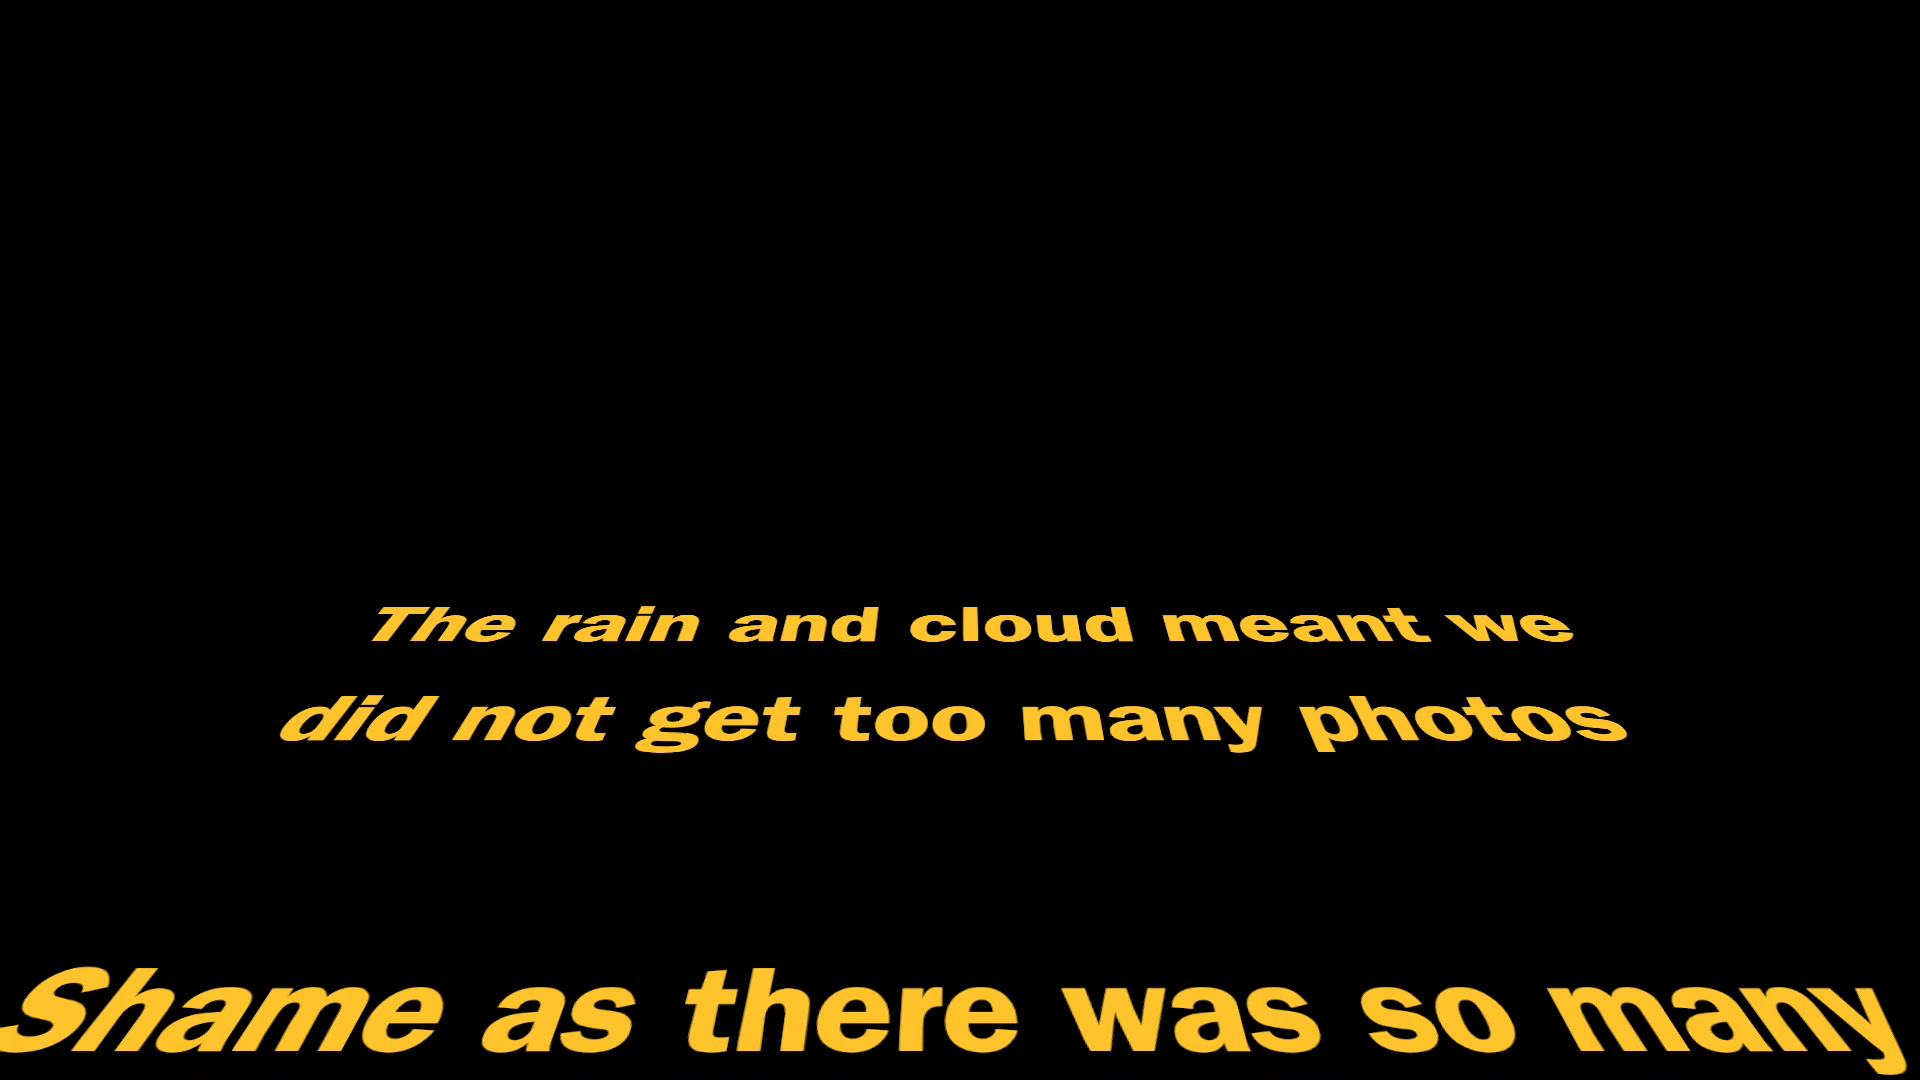 The rain and cloud meant we
did not get too many photos
Shame as there was so many